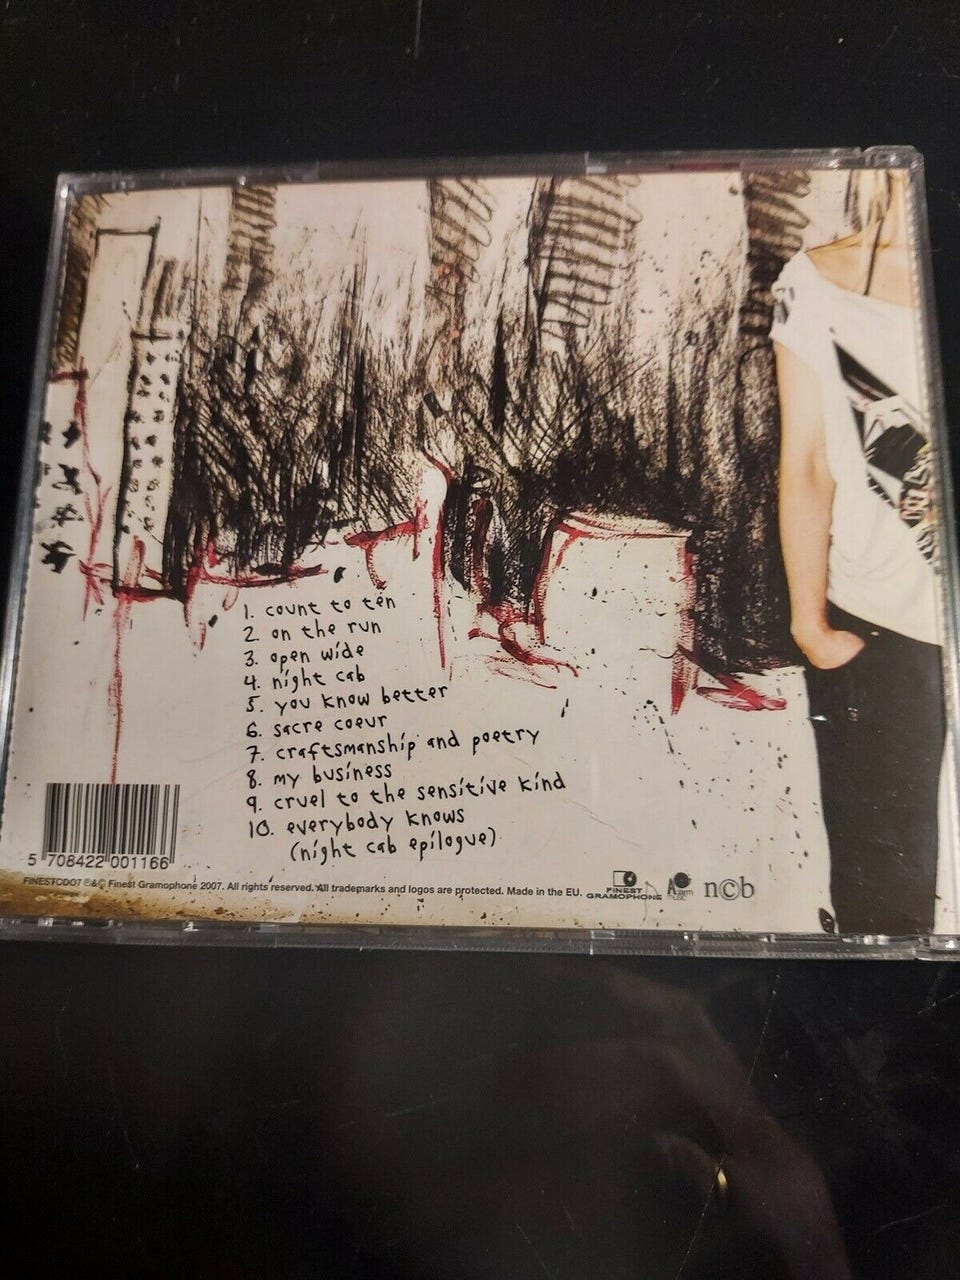 1. count to ten
2 on the run
3. open wide
4. night cab
5. you know better
6. sacre coeur
7. craftsmanship and poetry
8. my business
9. cruel to the sensitive kind
10. everybody knows
(night cab epilogue)
5 708422 001166
FINESTCD07 ℗&© Finest Gramophone 2007. All rights reserved. All trademarks and logos are protected. Made in the EU.
FINEST
GRAMOPHONE
A:larm
music
n©b